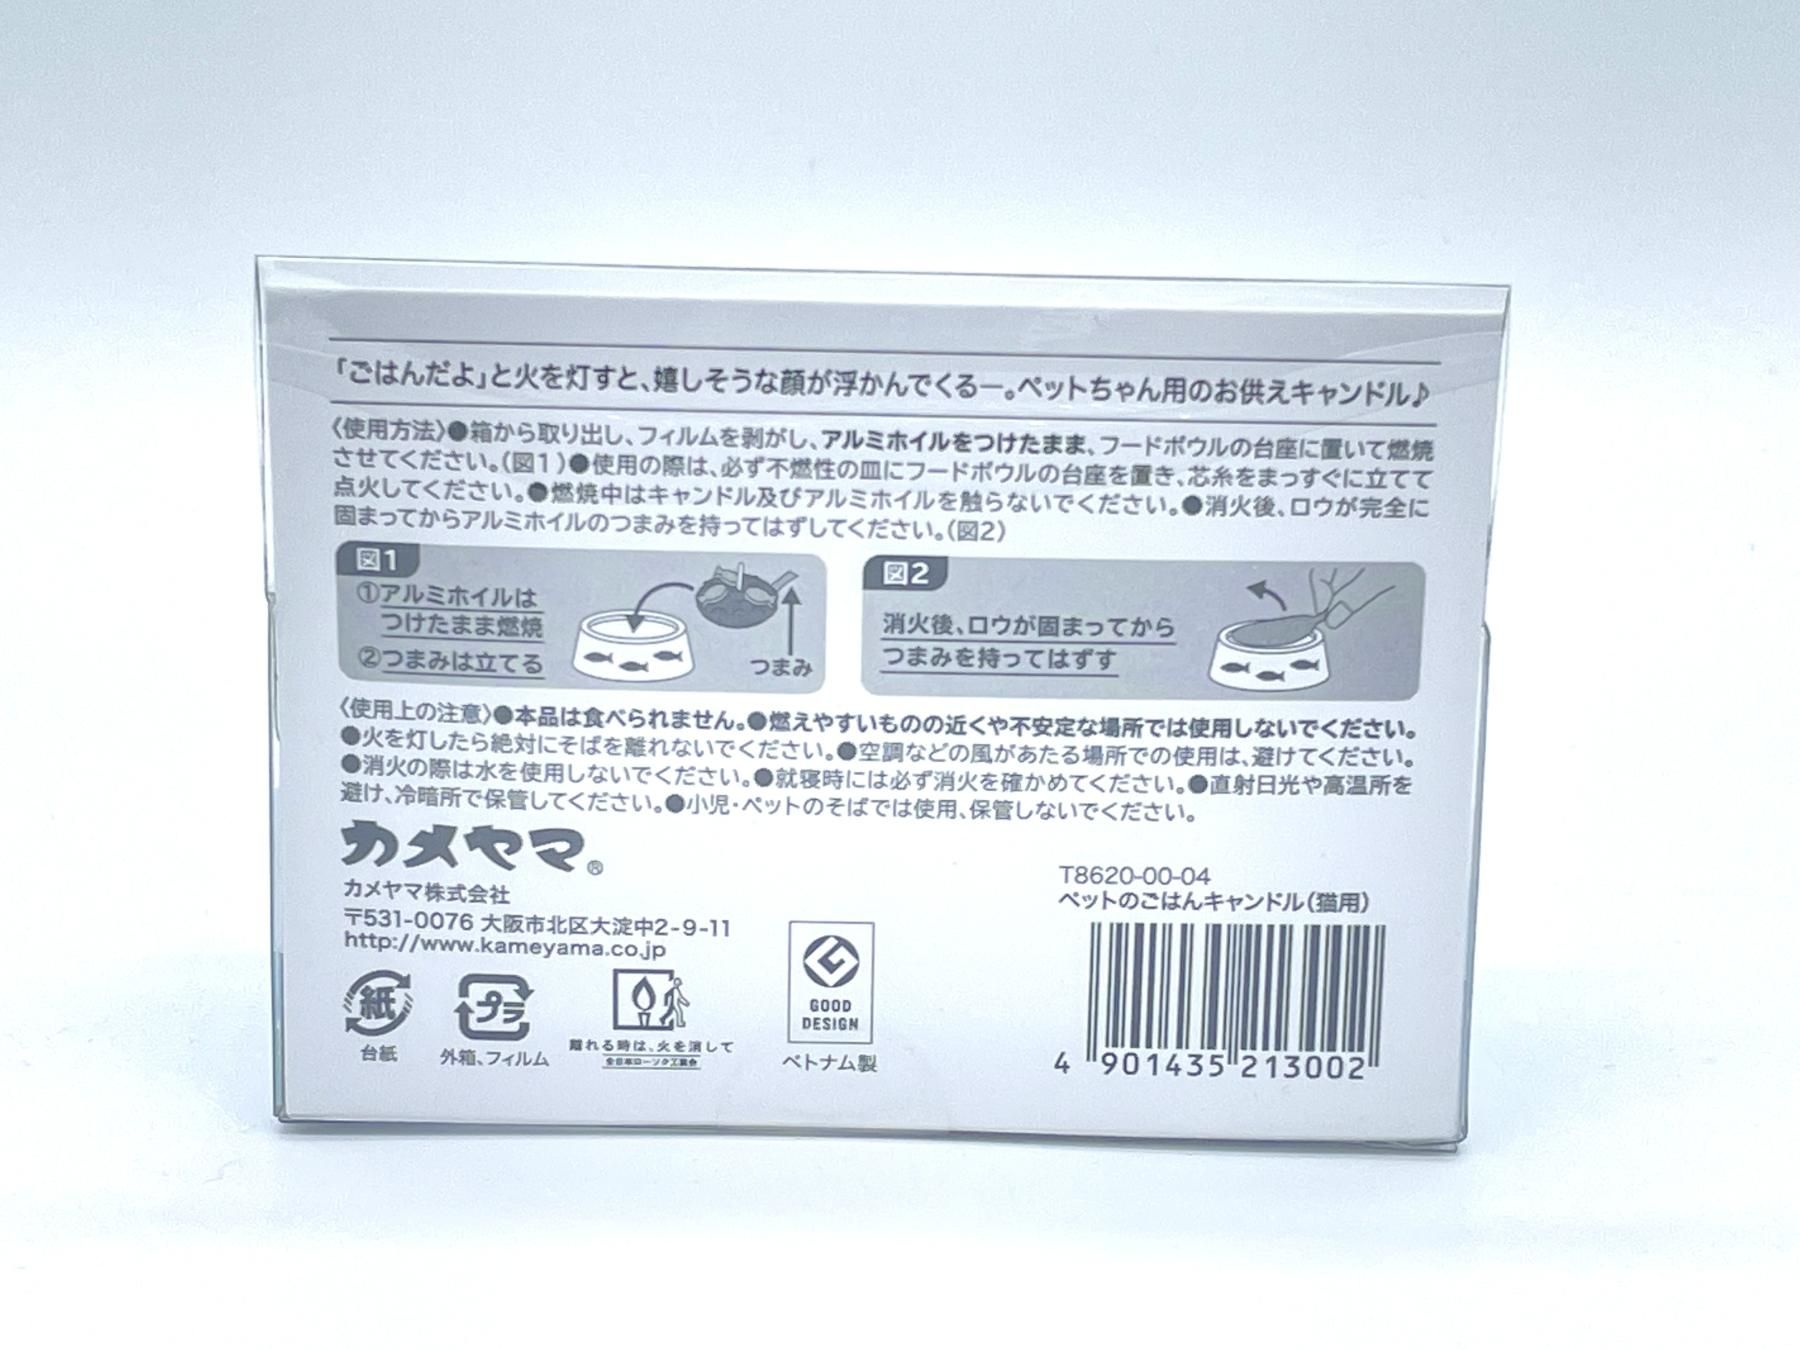 「ごはんだよ」と火を灯すと、嬉しそうな顔が浮かんでくるー。ペットちゃん用のお供えキャンドル♪
〈使用方法〉●箱から取り出し、フィルムを剥がし、アルミホイルをつけたまま、フードボウルの台座に置いて燃焼
させてください。(図1)●使用の際は、必ず不燃性の皿にフードボウルの台座を置き、芯糸をまっすぐに立てて
点火してください。●燃焼中はキャンドル及びアルミホイルを触らないでください。●消火後、ロウが完全に
固まってからアルミホイルのつまみを持ってはずしてください。(図2)
図1
①アルミホイルは
つけたまま燃焼
②つまみは立てる
つまみ
図2
消火後、ロウが固まってから
つまみを持ってはずす
〈使用上の注意〉●本品は食べられません。●燃えやすいものの近くや不安定な場所では使用しないでください。
●火を灯したら絶対にそばを離れないでください。●空調などの風があたる場所での使用は、避けてください。
●消火の際は水を使用しないでください。●就寝時には必ず消火を確かめてください。●直射日光や高温所を
避け、冷暗所で保管してください。●小児・ペットのそばでは使用、保管しないでください。
カメヤマ®
カメヤマ株式会社
〒531-0076 大阪市北区大淀中2-9-11
http://www.kameyama.co.jp
紙
台紙
プラ
外箱、フィルム
離れる時は、火を消して
全日本ローソク工業会
GOOD
DESIGN
ベトナム製
T8620-00-04
ペットのごはんキャンドル(猫用)
4 901435 213002